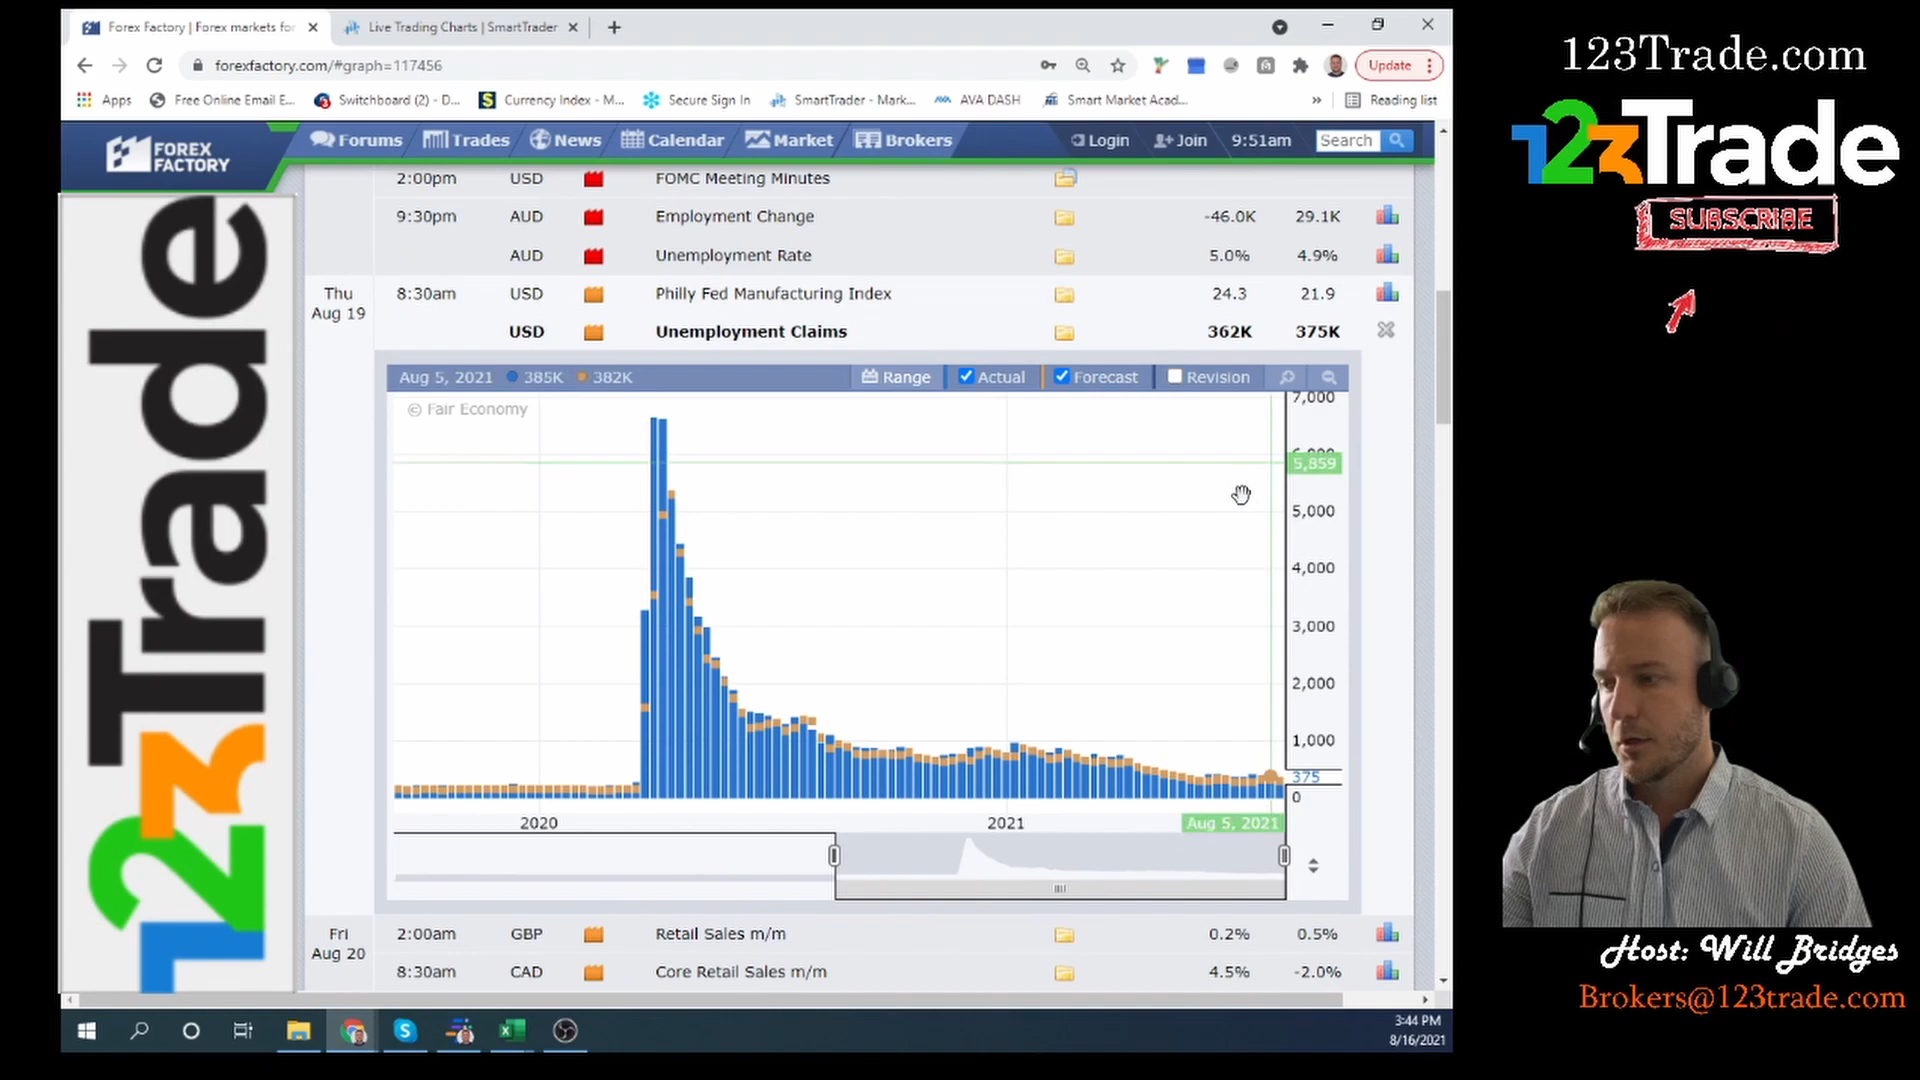 Forex Factory | Forex markets for
Live Trading Charts | SmartTrader
forexfactory.com/#graph=117456
Update
Apps
Free Online Email E...
Switchboard (2) - D...
Currency Index - M...
Secure Sign In
SmartTrader - Mark...
AVA DASH
Smart Market Acad...
»
Reading list
FOREX FACTORY
Forums
Trades
News
Calendar
Market
Brokers
Login
Join
9:51am
Search
2:00pm USD FOMC Meeting Minutes
9:30pm AUD Employment Change -46.0K 29.1K
AUD Unemployment Rate 5.0% 4.9%
Thu Aug 19 8:30am USD Philly Fed Manufacturing Index 24.3 21.9
USD Unemployment Claims 362K 375K
Aug 5, 2021 385K 382K
Range
Actual
Forecast
Revision
© Fair Economy
7,000
5,859
5,000
4,000
3,000
2,000
1,000
375
0
2020
2021
Aug 5, 2021
Fri Aug 20 2:00am GBP Retail Sales m/m 0.2% 0.5%
8:30am CAD Core Retail Sales m/m 4.5% -2.0%
3:44 PM
8/16/2021
123Trade
123Trade.com
123Trade
SUBSCRIBE
Host: Will Bridges
Brokers@123trade.com